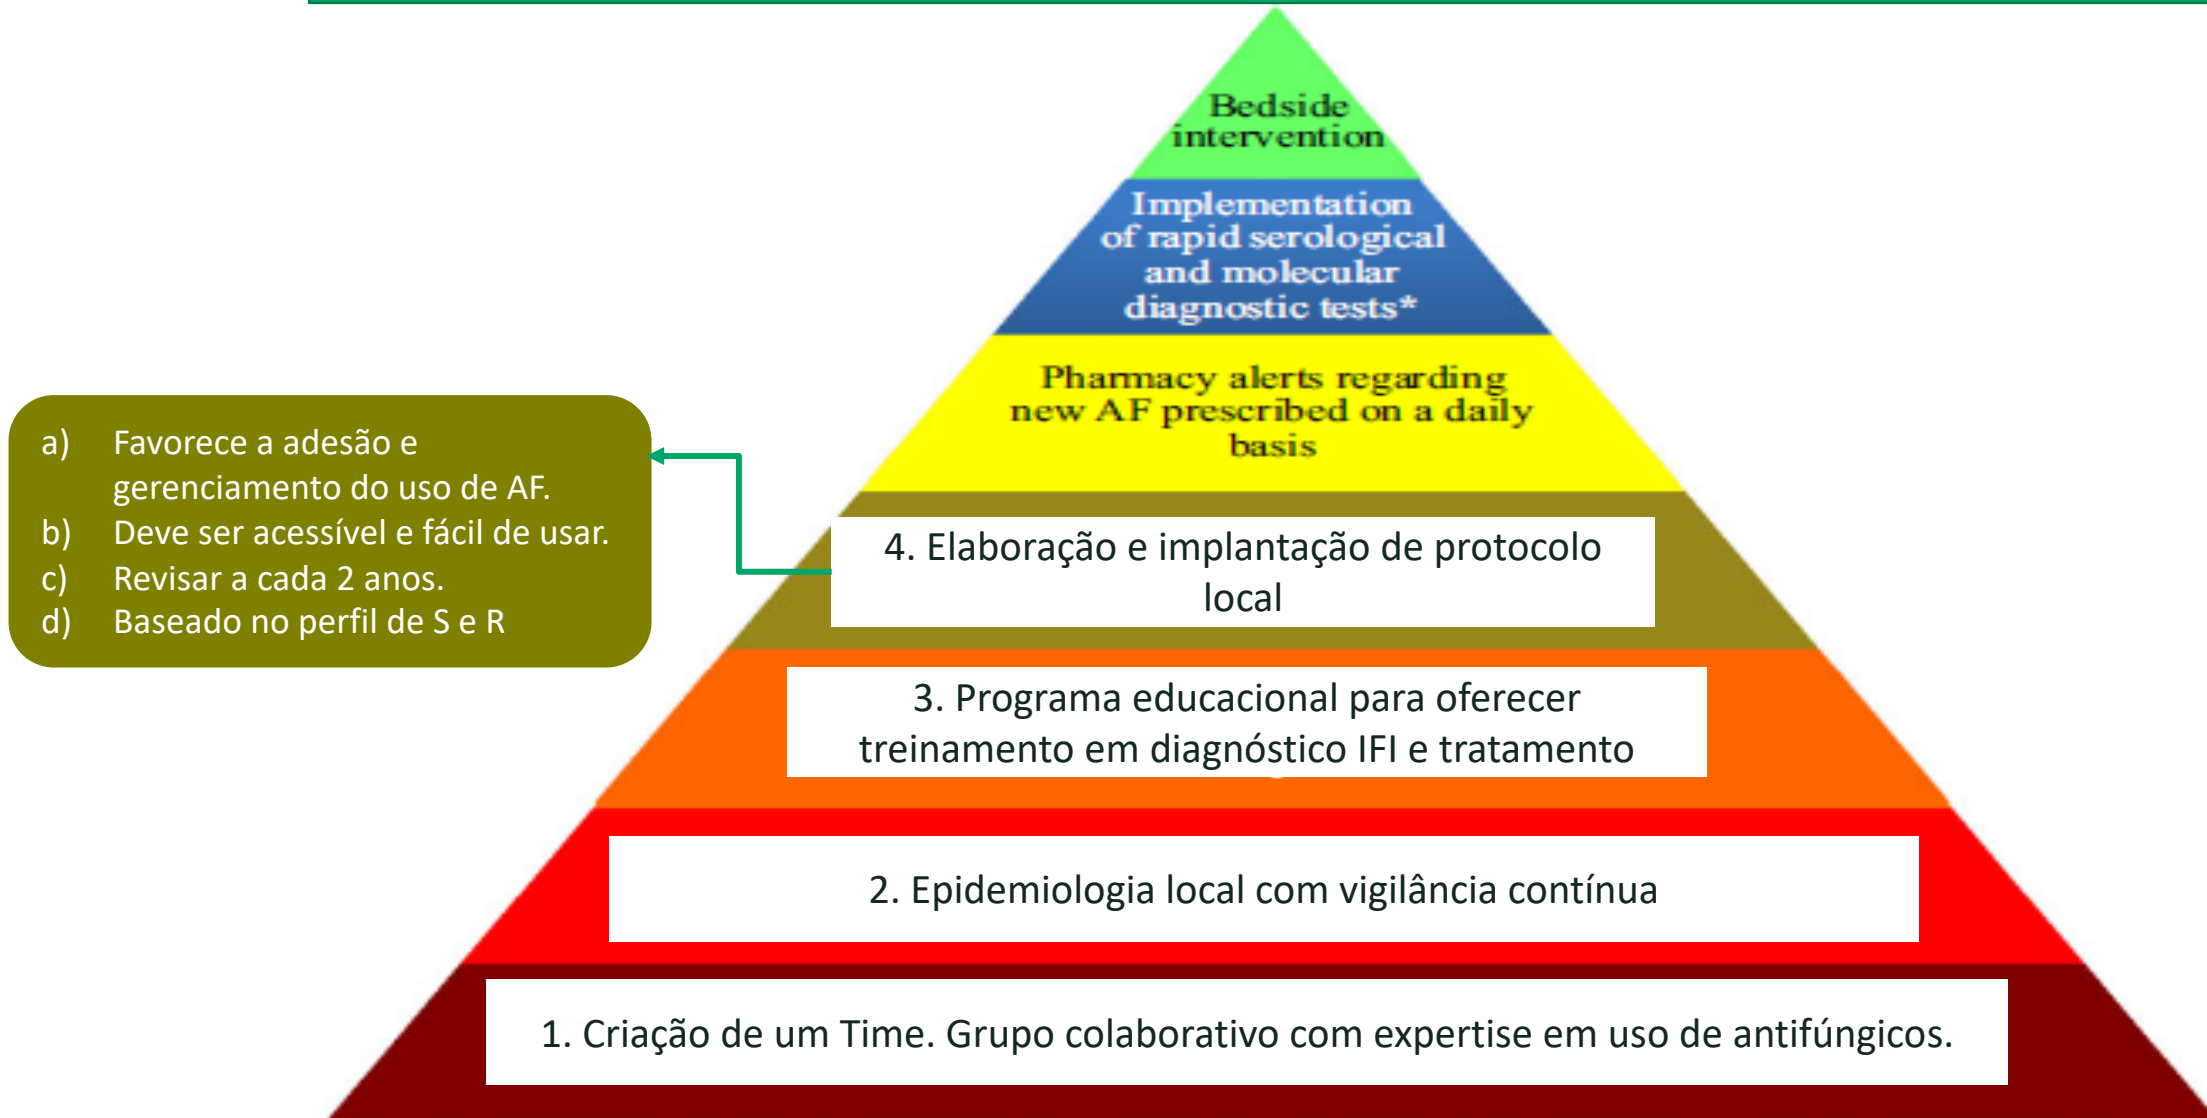 Bedside
intervention
Implementation
of rapid serological
and molecular
diagnostic tests*
Pharmacy alerts regarding
new AF prescribed on a daily
basis
a) Favorece a adesão e
gerenciamento do uso de AF.
b) Deve ser acessível e fácil de usar.
c) Revisar a cada 2 anos.
d) Baseado no perfil de S e R
4. Elaboração e implantação de protocolo
local
3. Programa educacional para oferecer
treinamento em diagnóstico IFI e tratamento
2. Epidemiologia local com vigilância contínua
1. Criação de um Time. Grupo colaborativo com expertise em uso de antifúngicos.